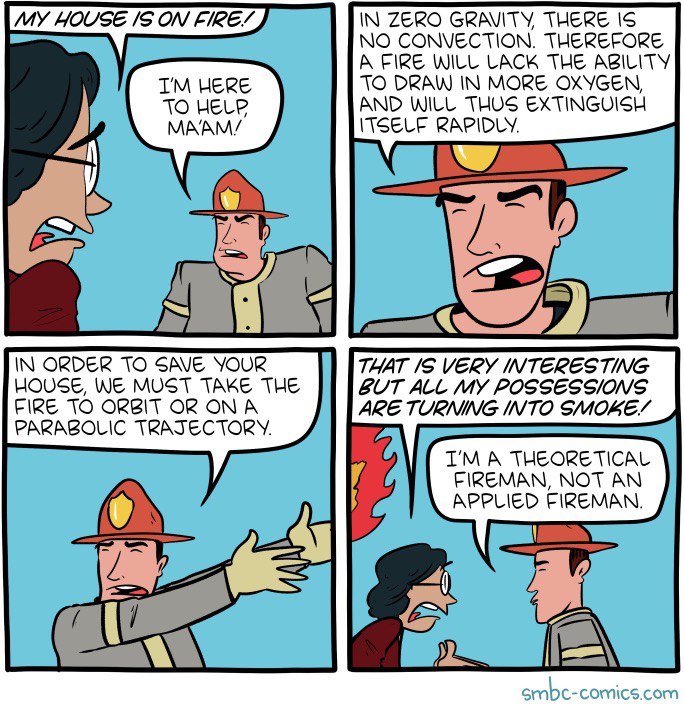 MY HOUSE IS ON FIRE!
I'M HERE
TO HELP,
MA'AM!
IN ZERO GRAVITY, THERE IS
NO CONVECTION. THEREFORE
A FIRE WILL LACK THE ABILITY
TO DRAW IN MORE OXYGEN,
AND WILL THUS EXTINGUISH
ITSELF RAPIDLY.
IN ORDER TO SAVE YOUR
HOUSE, WE MUST TAKE THE
FIRE TO ORBIT OR ON A
PARABOLIC TRAJECTORY.
THAT IS VERY INTERESTING
BUT ALL MY POSSESSIONS
ARE TURNING INTO SMOKE!
I'M A THEORETICAL
FIREMAN, NOT AN
APPLIED FIREMAN.
smbc-comics.com